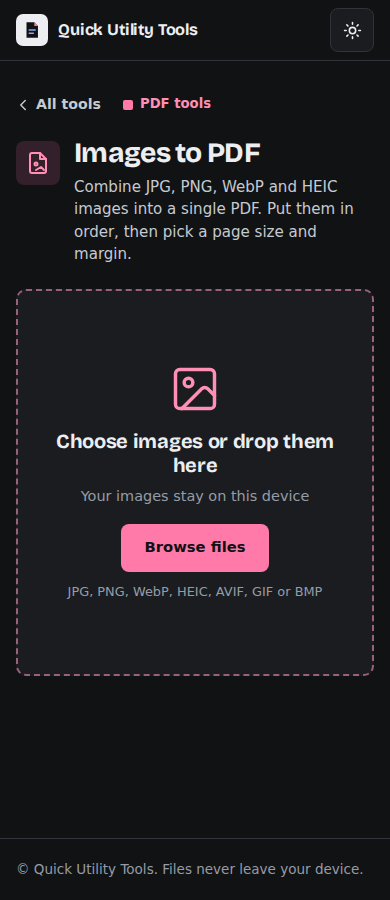 Quick Utility Tools
All tools
PDF tools
Images to PDF
Combine JPG, PNG, WebP and HEIC
images into a single PDF. Put them in
order, then pick a page size and
margin.
Choose images or drop them
here
Your images stay on this device
Browse files
JPG, PNG, WebP, HEIC, AVIF, GIF or BMP
© Quick Utility Tools. Files never leave your device.